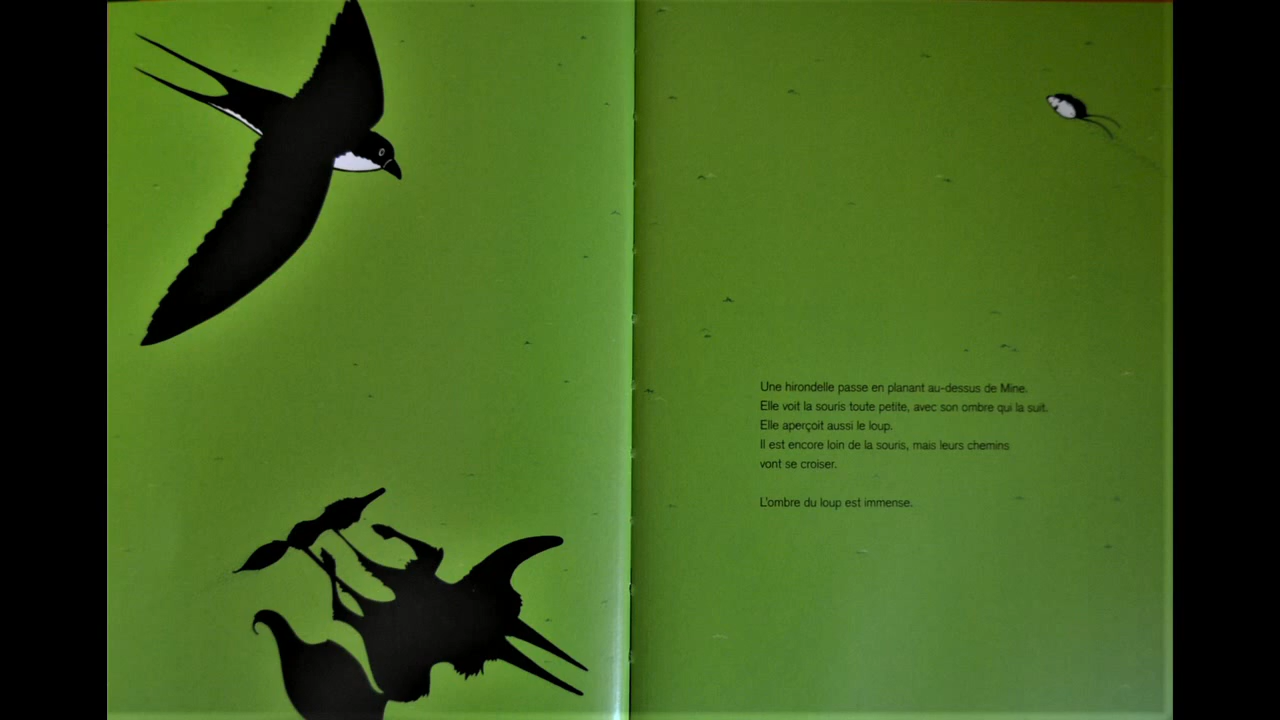 Une hirondelle passe en planant au-dessus de Mine.
Elle voit la souris toute petite, avec son ombre qui la suit.
Elle aperçoit aussi le loup.
Il est encore loin de la souris, mais leurs chemins
vont se croiser.
L'ombre du loup est immense.